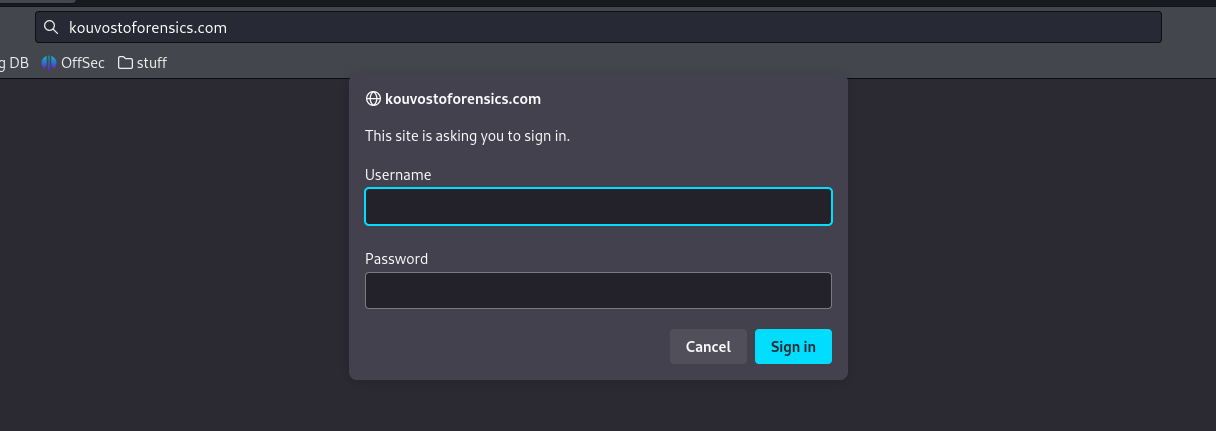 kouvostoforensics.com
g DB OffSec stuff
kouvostoforensics.com
This site is asking you to sign in.
Username
Password
Cancel Sign in